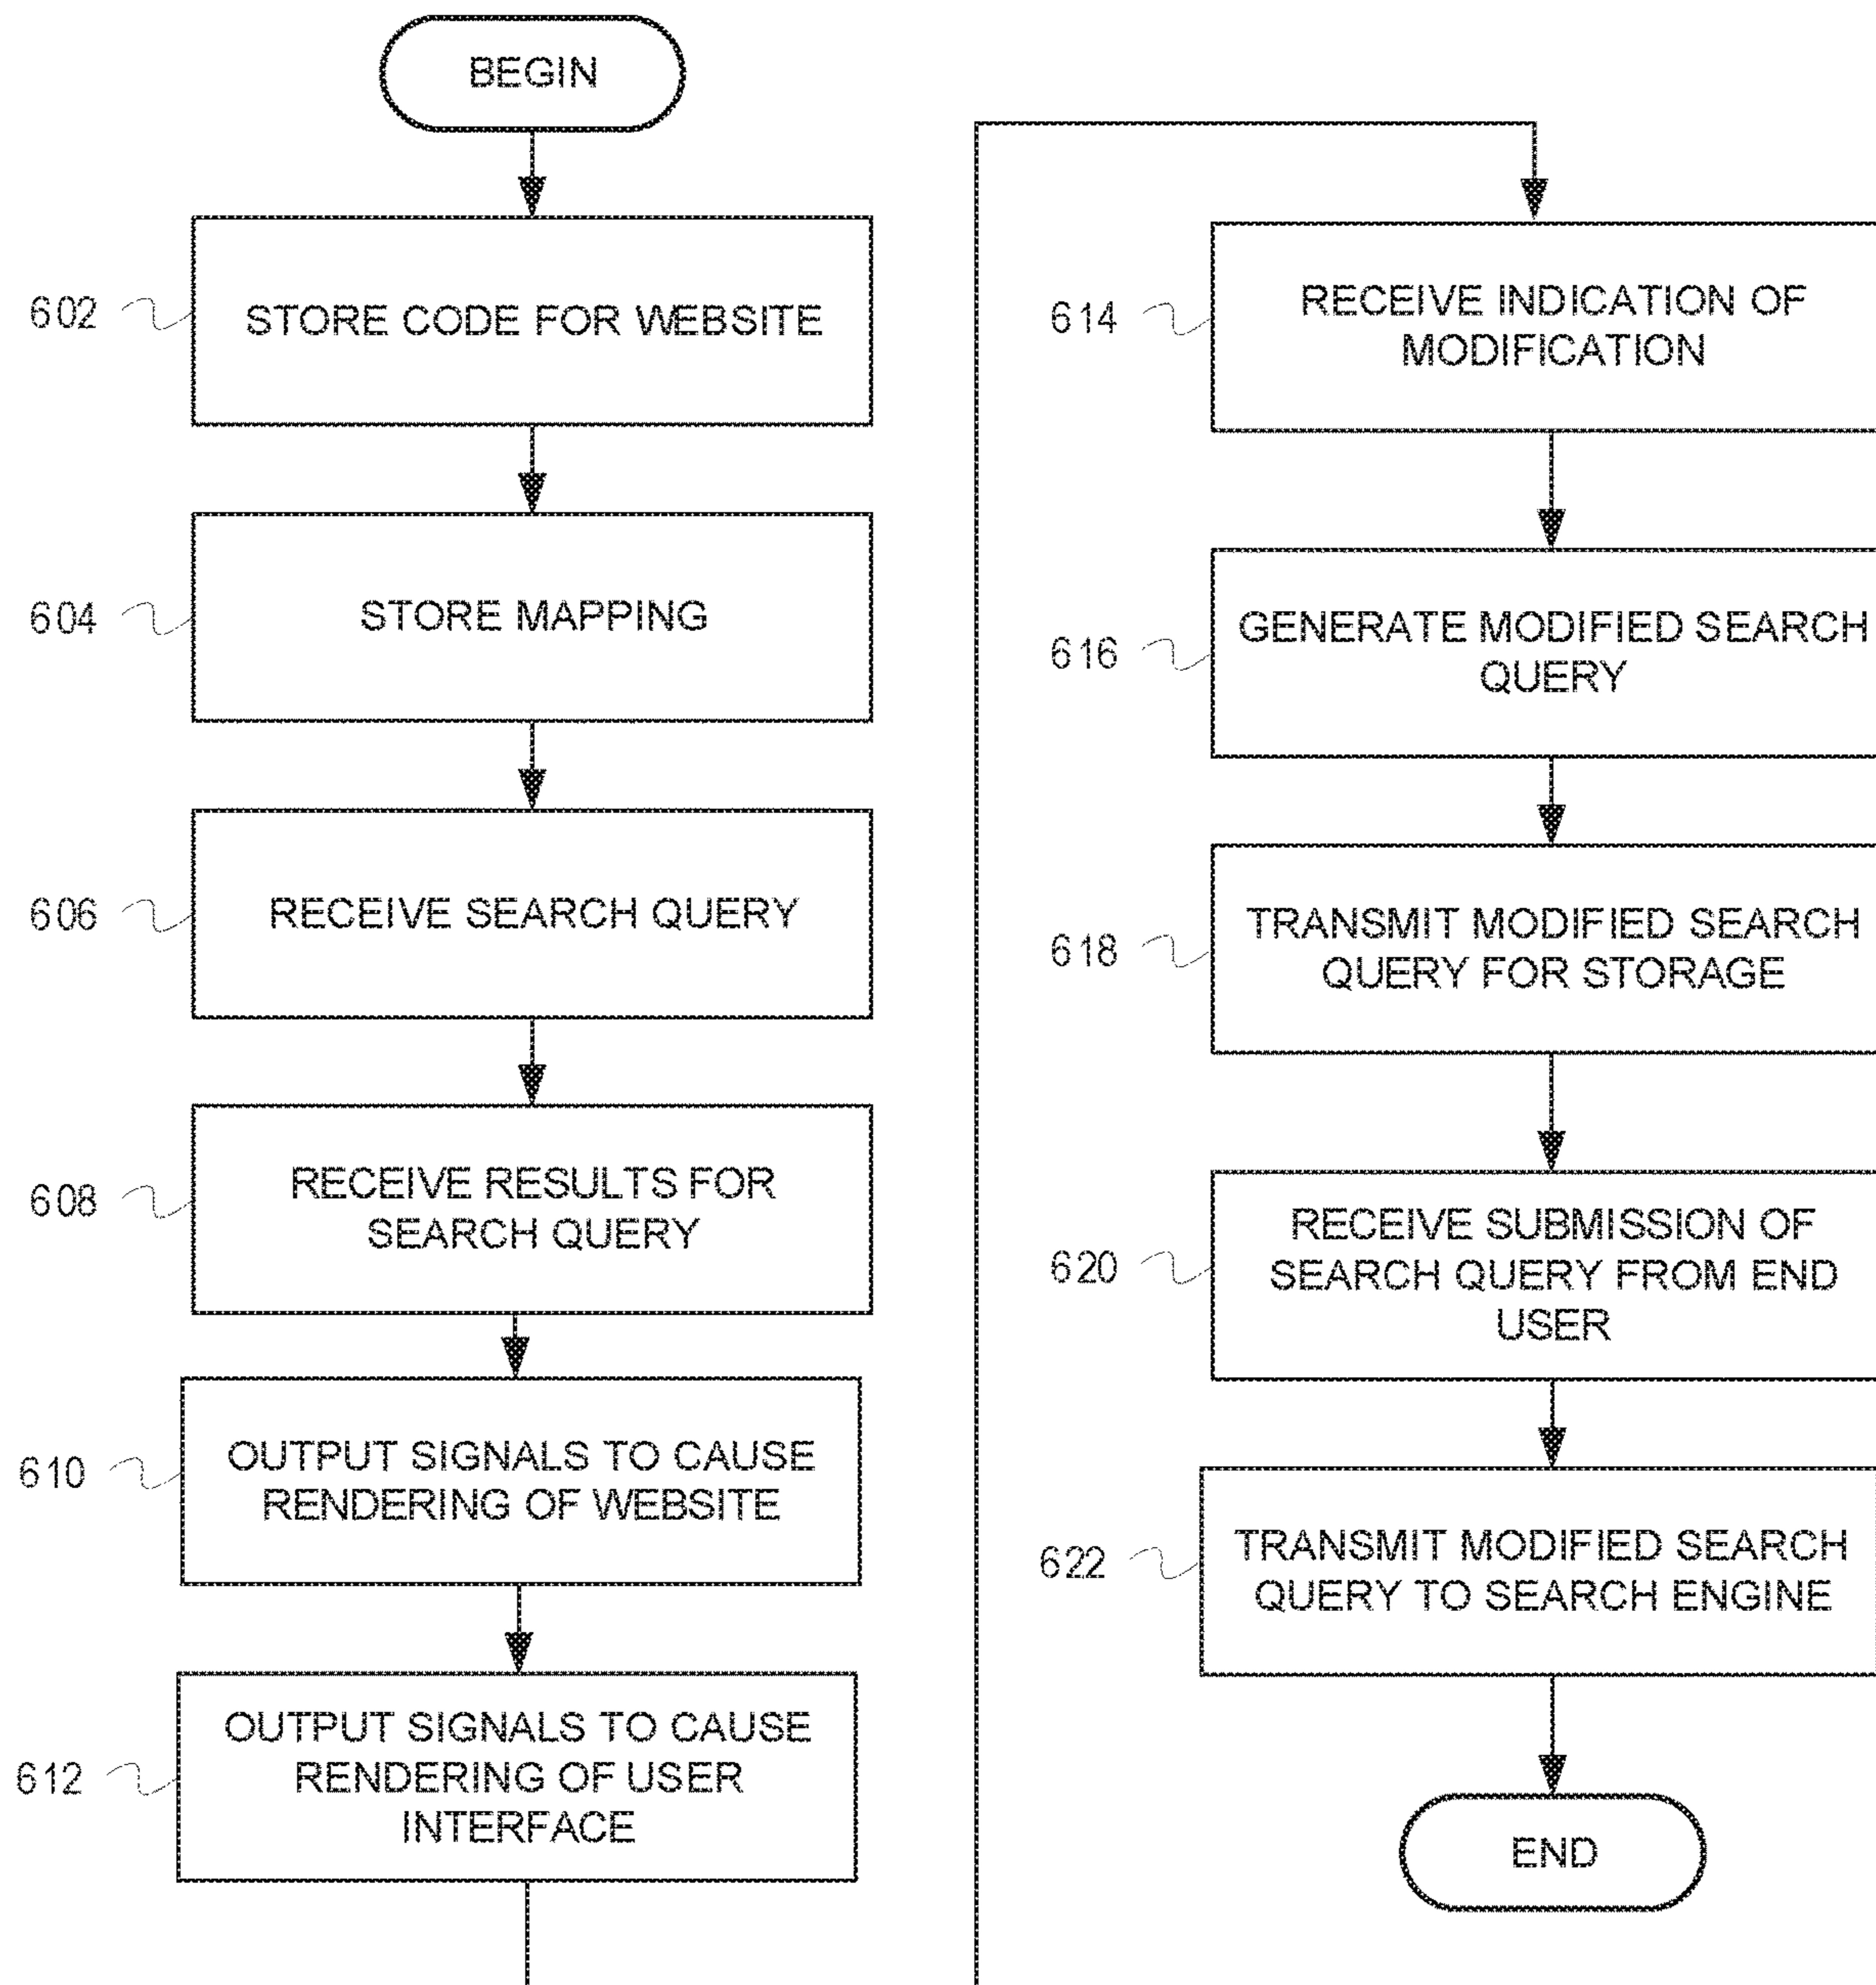 BEGIN
602
STORE CODE FOR WEBSITE
604
STORE MAPPING
606
RECEIVE SEARCH QUERY
608
RECEIVE RESULTS FOR
SEARCH QUERY
610
OUTPUT SIGNALS TO CAUSE
RENDERING OF WEBSITE
612
OUTPUT SIGNALS TO CAUSE
RENDERING OF USER
INTERFACE
614
RECEIVE INDICATION OF
MODIFICATION
616
GENERATE MODIFIED SEARCH
QUERY
618
TRANSMIT MODIFIED SEARCH
QUERY FOR STORAGE
620
RECEIVE SUBMISSION OF
SEARCH QUERY FROM END
USER
622
TRANSMIT MODIFIED SEARCH
QUERY TO SEARCH ENGINE
END